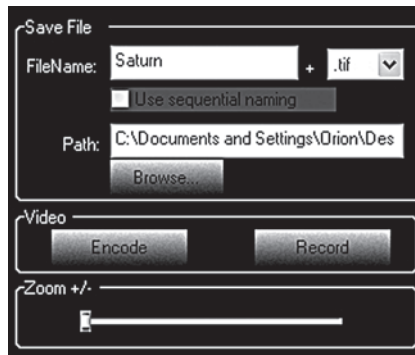 Save File
FileName: Saturn + .tif
Use sequential naming
Path: C:\Documents and Settings\Orion\Des
Browse...
Video
Encode Record
Zoom +/-